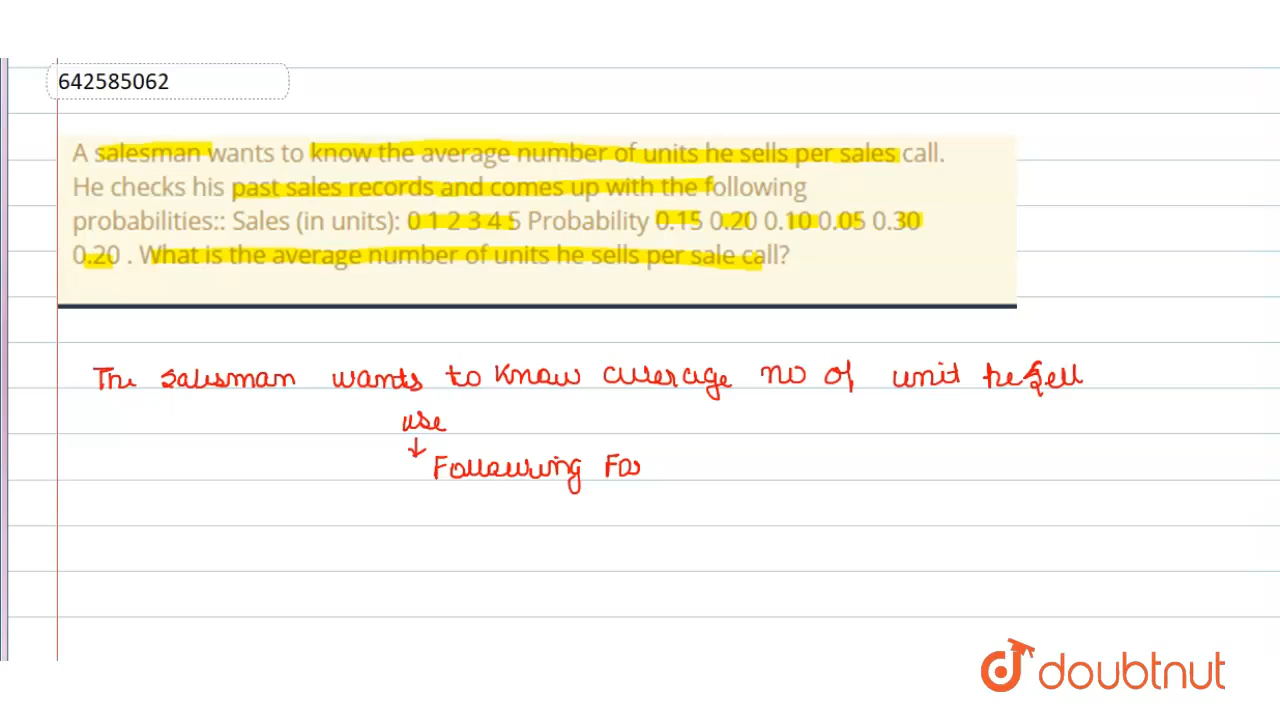 642585062
A salesman wants to know the average number of units he sells per sales call.
He checks his past sales records and comes up with the following
probabilities:: Sales (in units): 0 1 2 3 4 5 Probability 0.15 0.20 0.10 0.05 0.30
0.20 . What is the average number of units he sells per sale call?
The salesman wants to know average no of unit he sell
use
↓
Following For
doubtnut